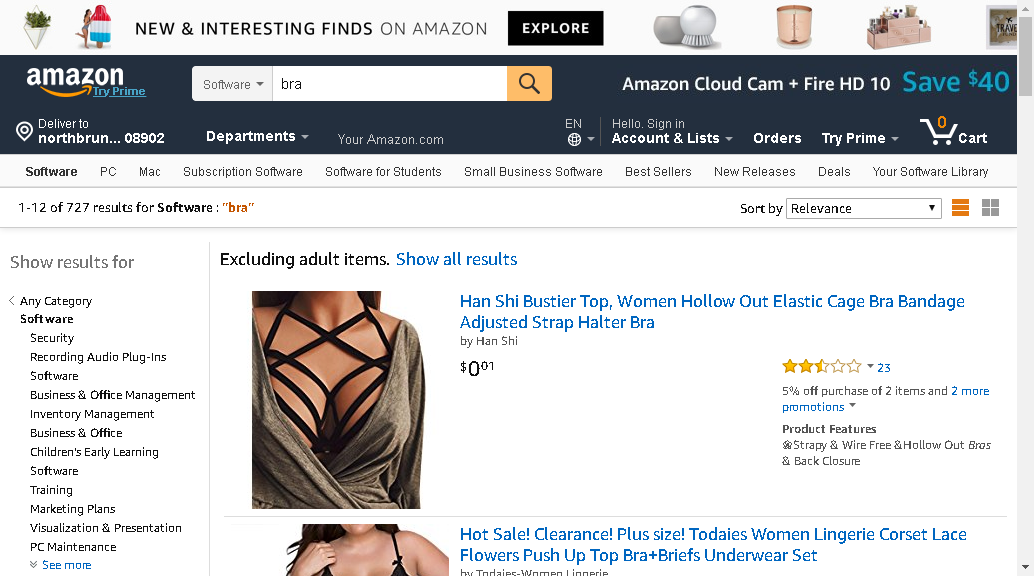 NEW & INTERESTING FINDS ON AMAZON
EXPLORE
TRAVEL
amazon
Try Prime
Software
bra
Amazon Cloud Cam + Fire HD 10 Save $40
Deliver to
northbrun... 08902
Departments
Your Amazon.com
EN
Hello. Sign in
Account & Lists
Orders
Try Prime
0
Cart
Software PC Mac Subscription Software Software for Students Small Business Software Best Sellers New Releases Deals Your Software Library
1-12 of 727 results for Software : "bra"
Sort by Relevance
Show results for
Any Category
Software
Security
Recording Audio Plug-Ins
Software
Business & Office Management
Inventory Management
Business & Office
Children's Early Learning
Software
Training
Marketing Plans
Visualization & Presentation
PC Maintenance
See more
Excluding adult items. Show all results
Han Shi Bustier Top, Women Hollow Out Elastic Cage Bra Bandage
Adjusted Strap Halter Bra
by Han Shi
$0.01
23
5% off purchase of 2 items and 2 more
promotions
Product Features
❀Strapy & Wire Free &Hollow Out Bras
& Back Closure
Hot Sale! Clearance! Plus size! Todaies Women Lingerie Corset Lace
Flowers Push Up Top Bra+Briefs Underwear Set
by Todaies-Women Lingerie